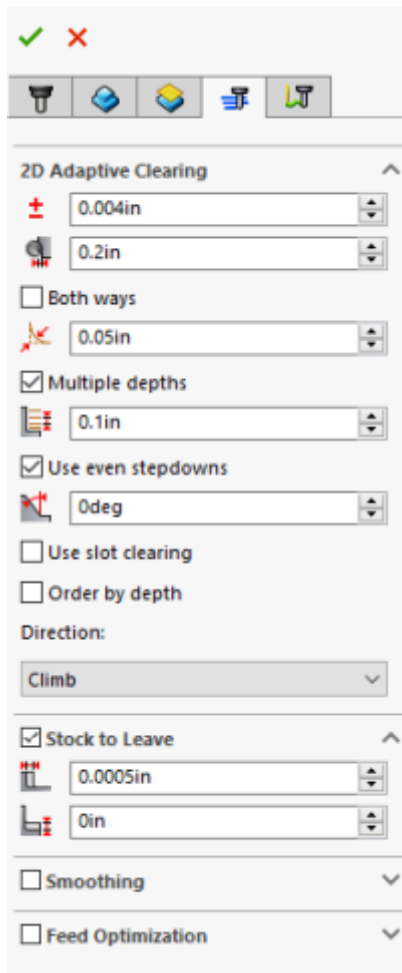 2D Adaptive Clearing
0.004in
0.2in
Both ways
0.05in
Multiple depths
0.1in
Use even stepdowns
0deg
Use slot clearing
Order by depth
Direction:
Climb
Stock to Leave
0.0005in
0in
Smoothing
Feed Optimization